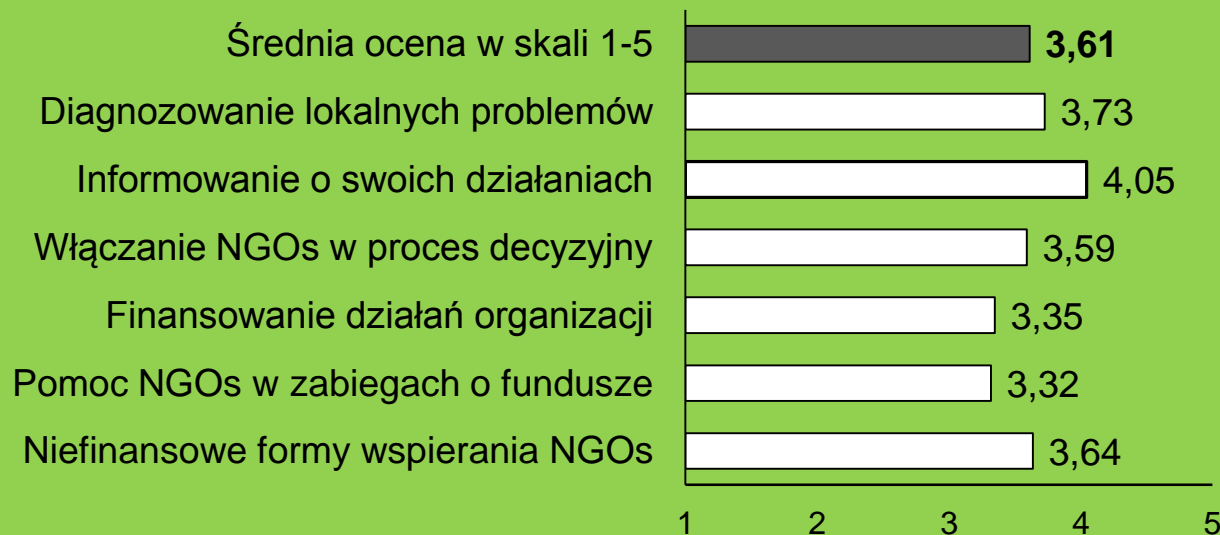 Średnia ocena w skali 1-5 3,61
Diagnozowanie lokalnych problemów 3,73
Informowanie o swoich działaniach 4,05
Włączanie NGOs w proces decyzyjny 3,59
Finansowanie działań organizacji 3,35
Pomoc NGOs w zabiegach o fundusze 3,32
Niefinansowe formy wspierania NGOs 3,64
1 2 3 4 5